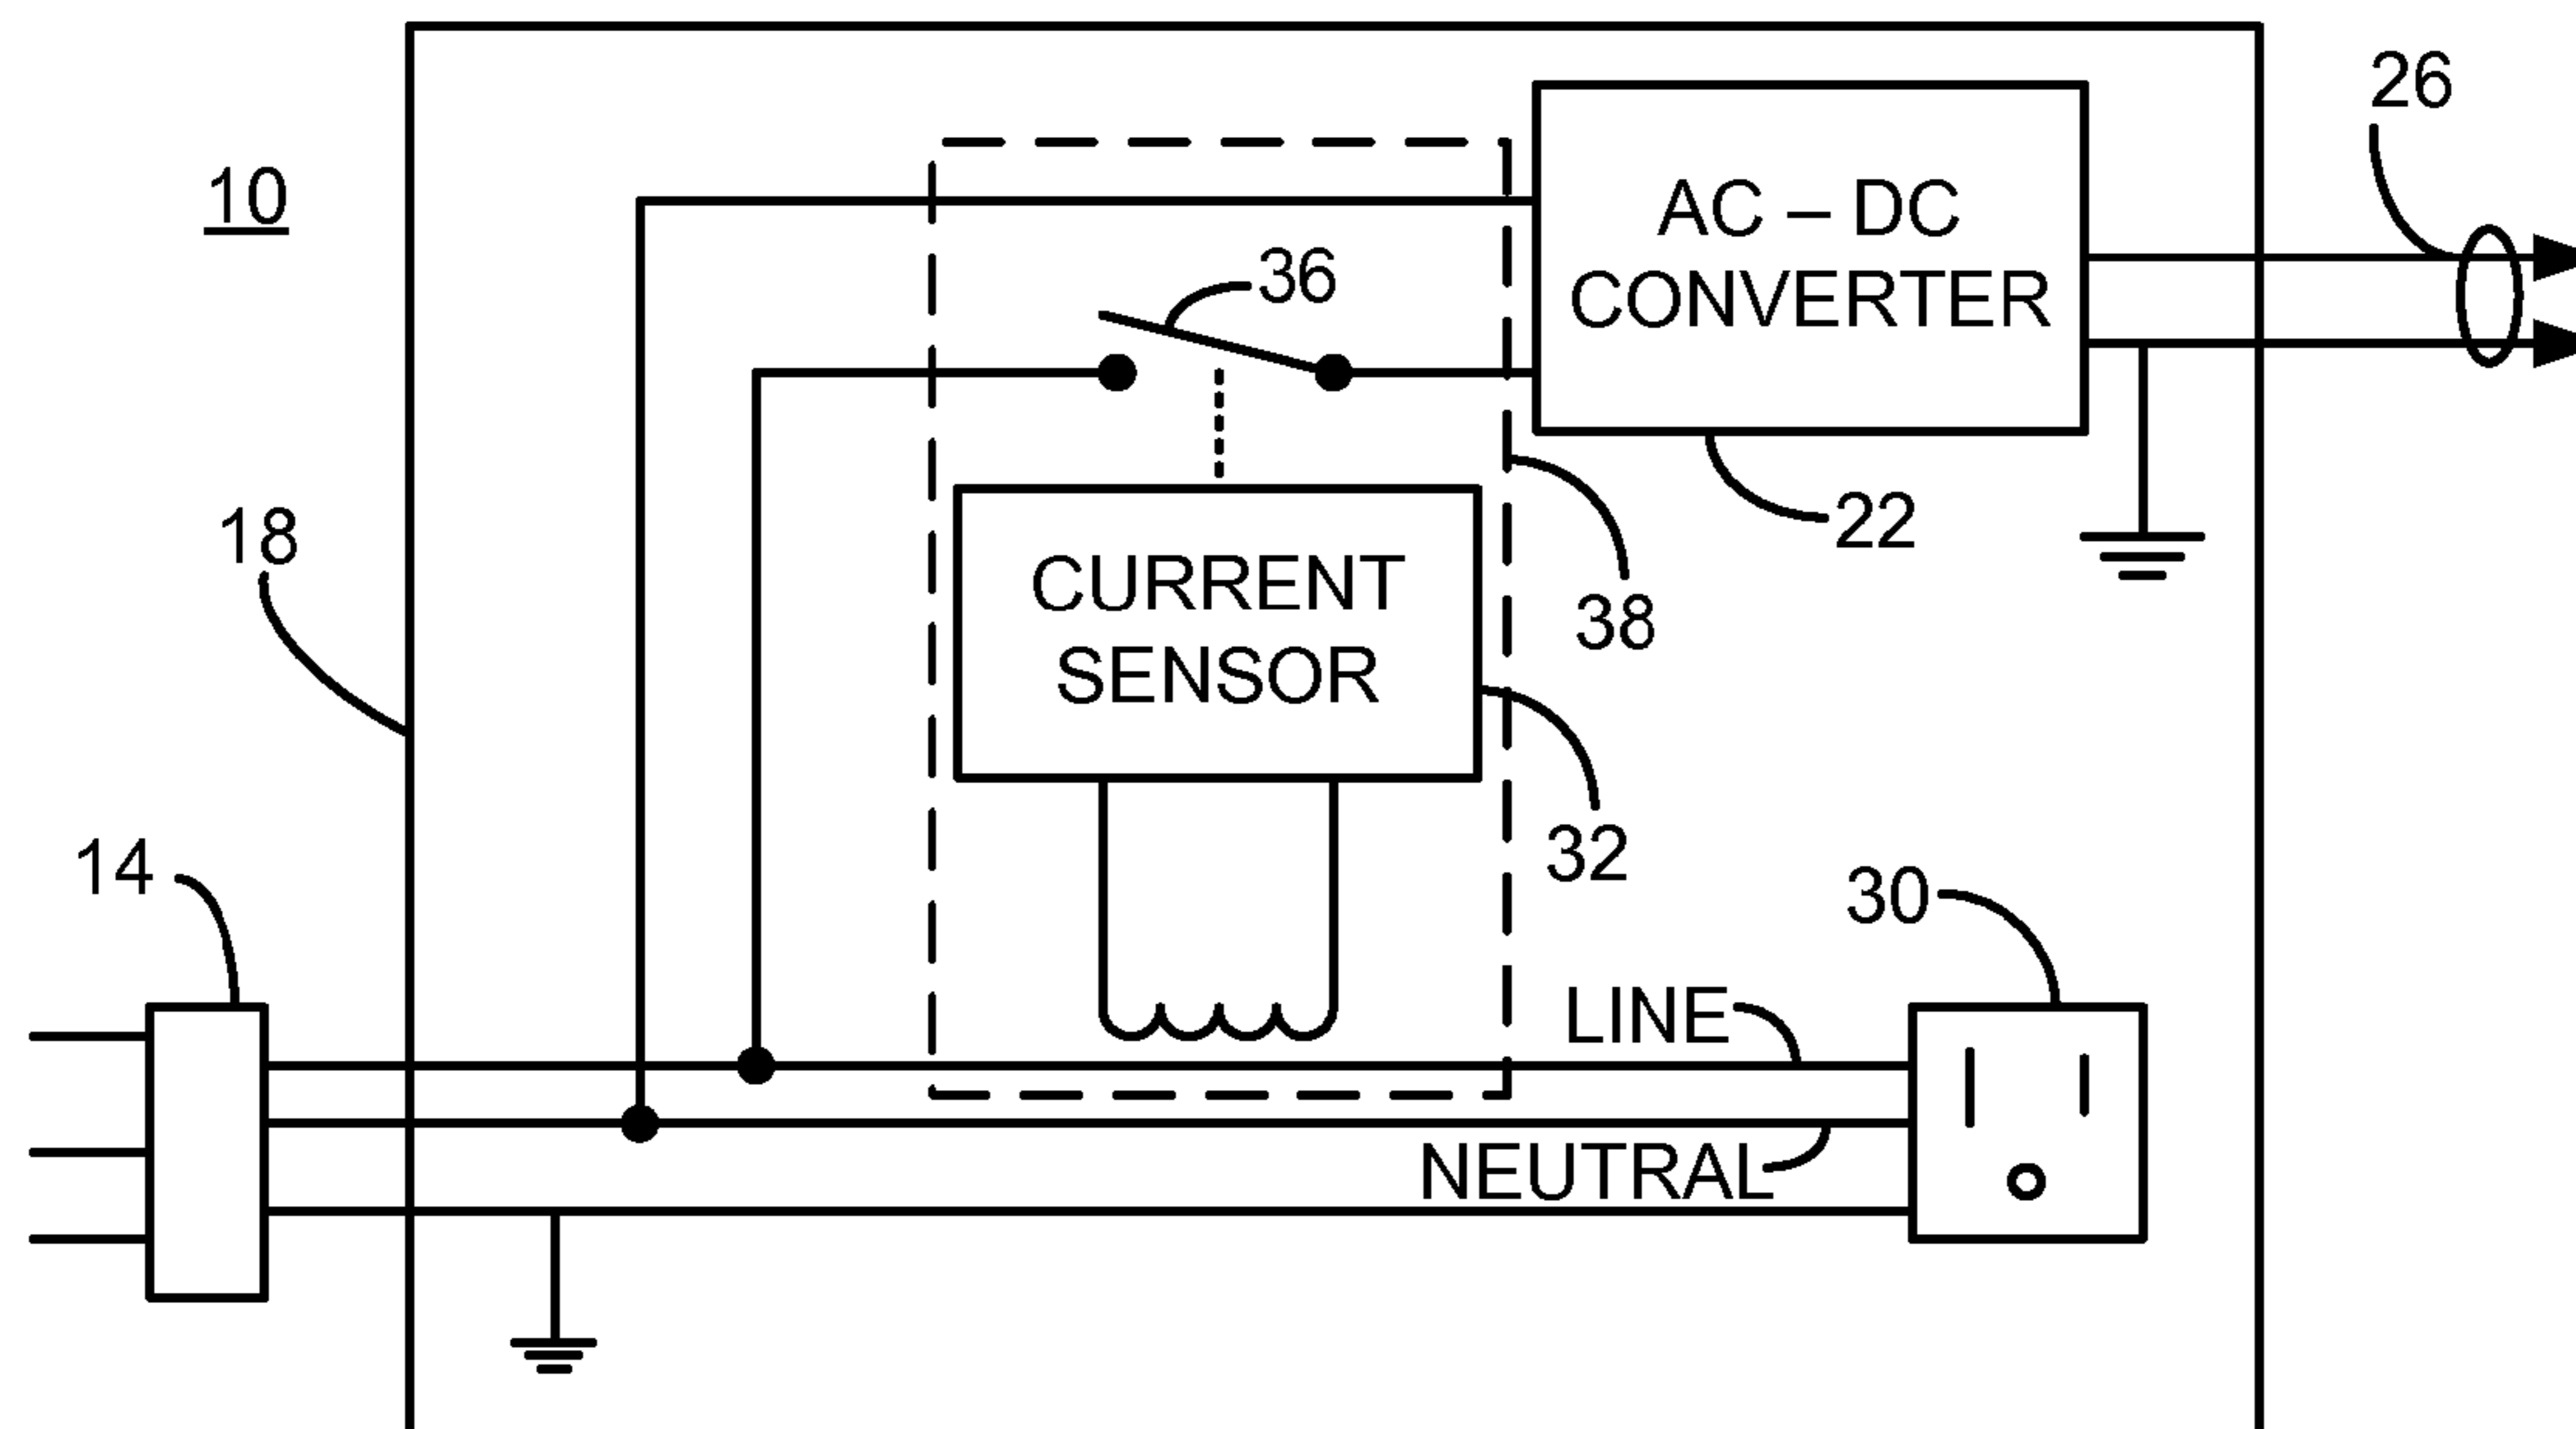 26
10
AC – DC
CONVERTER
36
18
22
CURRENT
SENSOR
38
14
32
30
LINE
NEUTRAL